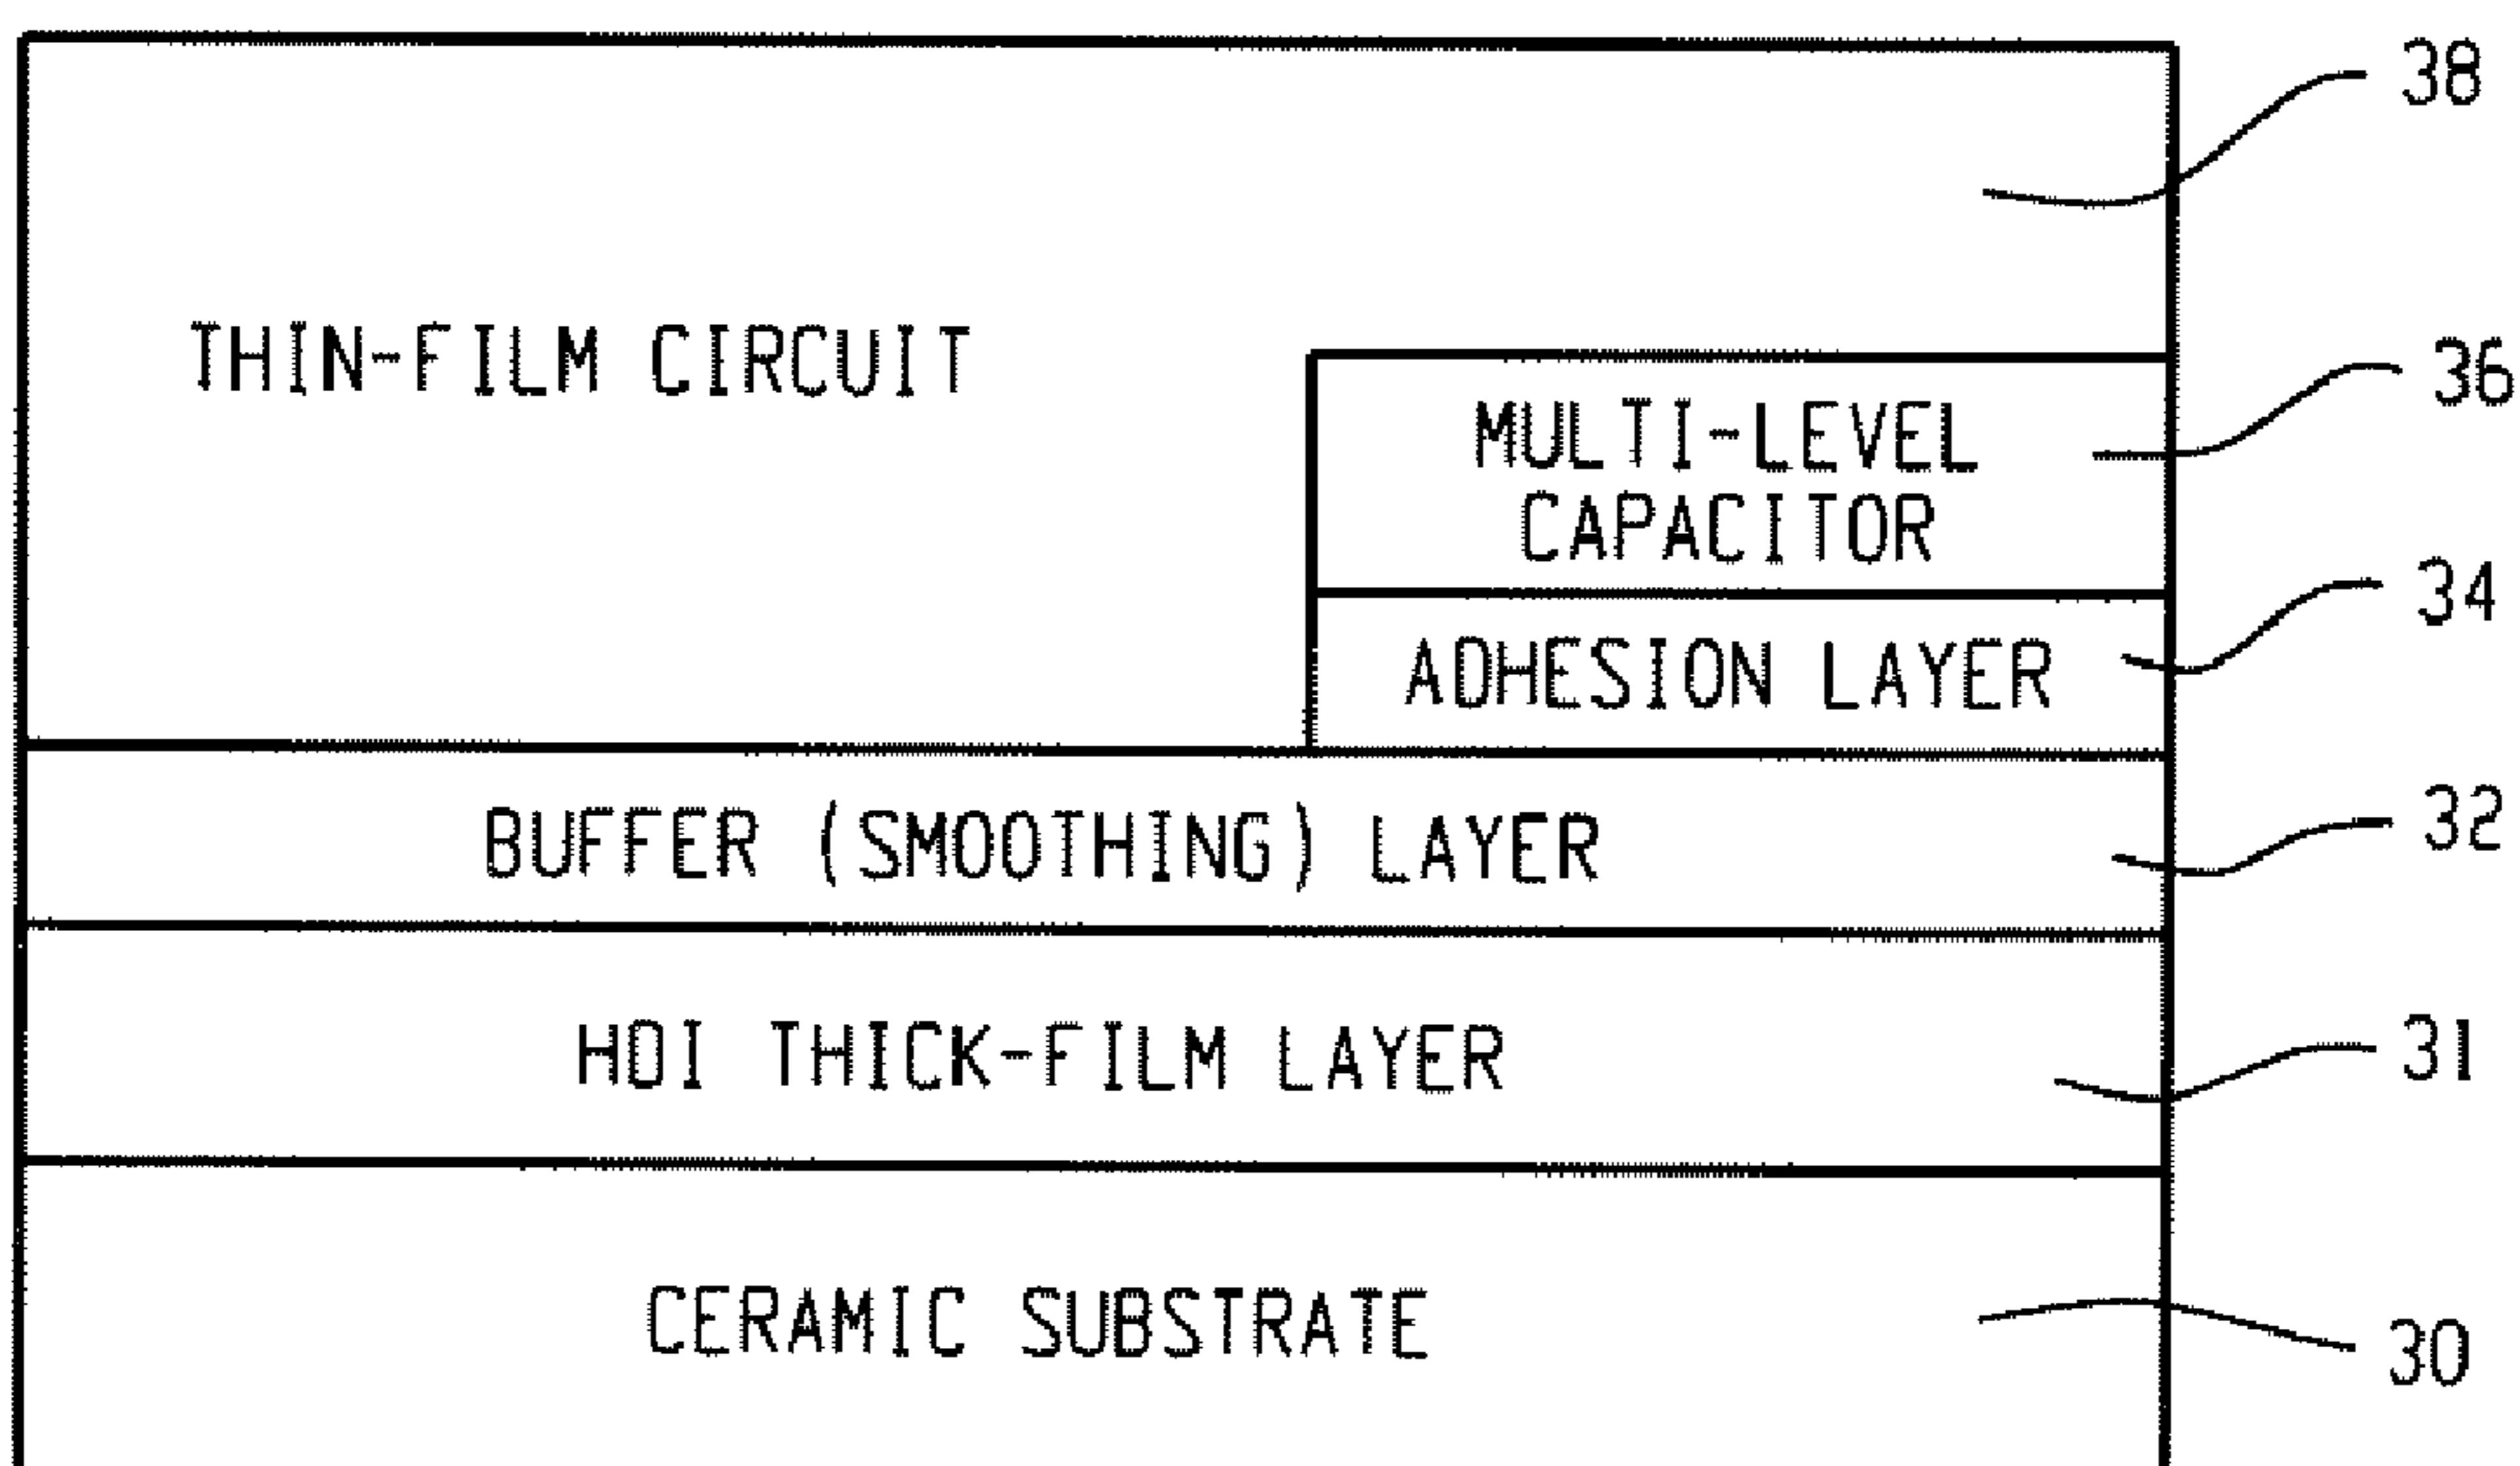 38
THIN-FILM CIRCUIT
36
MULTI-LEVEL
CAPACITOR
34
ADHESION LAYER
32
BUFFER (SMOOTHING) LAYER
31
HDI THICK-FILM LAYER
30
CERAMIC SUBSTRATE